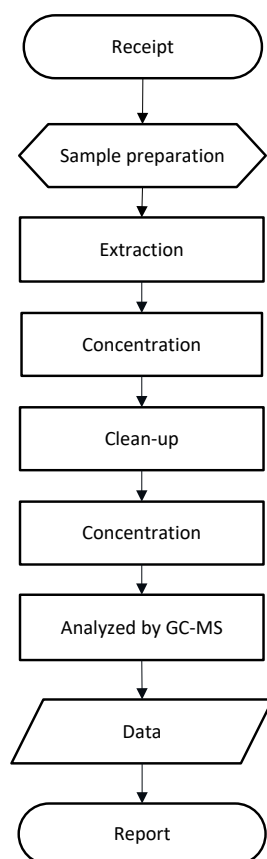 Receipt
Sample preparation
Extraction
Concentration
Clean-up
Concentration
Analyzed by GC-MS
Data
Report